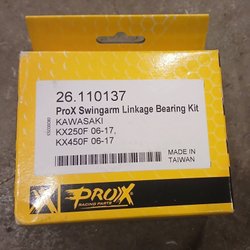 26.110137
ProX Swingarm Linkage Bearing Kit
KAWASAKI
KX250F 06-17,
KX450F 06-17
MADE IN
TAIWAN
PROX
RACING PARTS